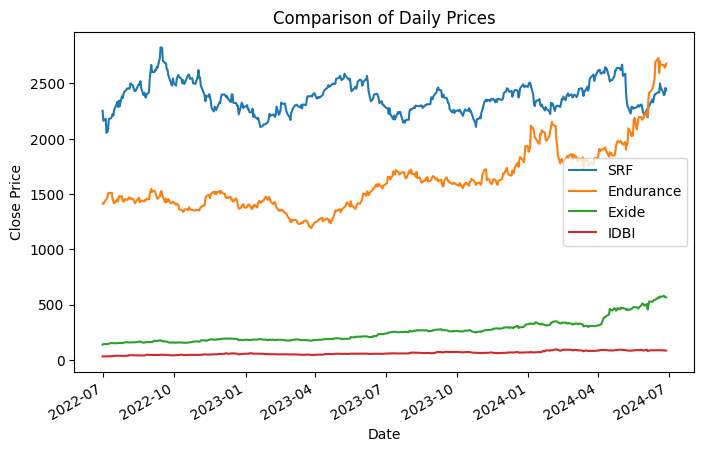 Comparison of Daily Prices
Close Price
2500
2000
1500
1000
500
0
SRF
Endurance
Exide
IDBI
2022-07
2022-10
2023-01
2023-04
2023-07
2023-10
2024-01
2024-04
2024-07
Date